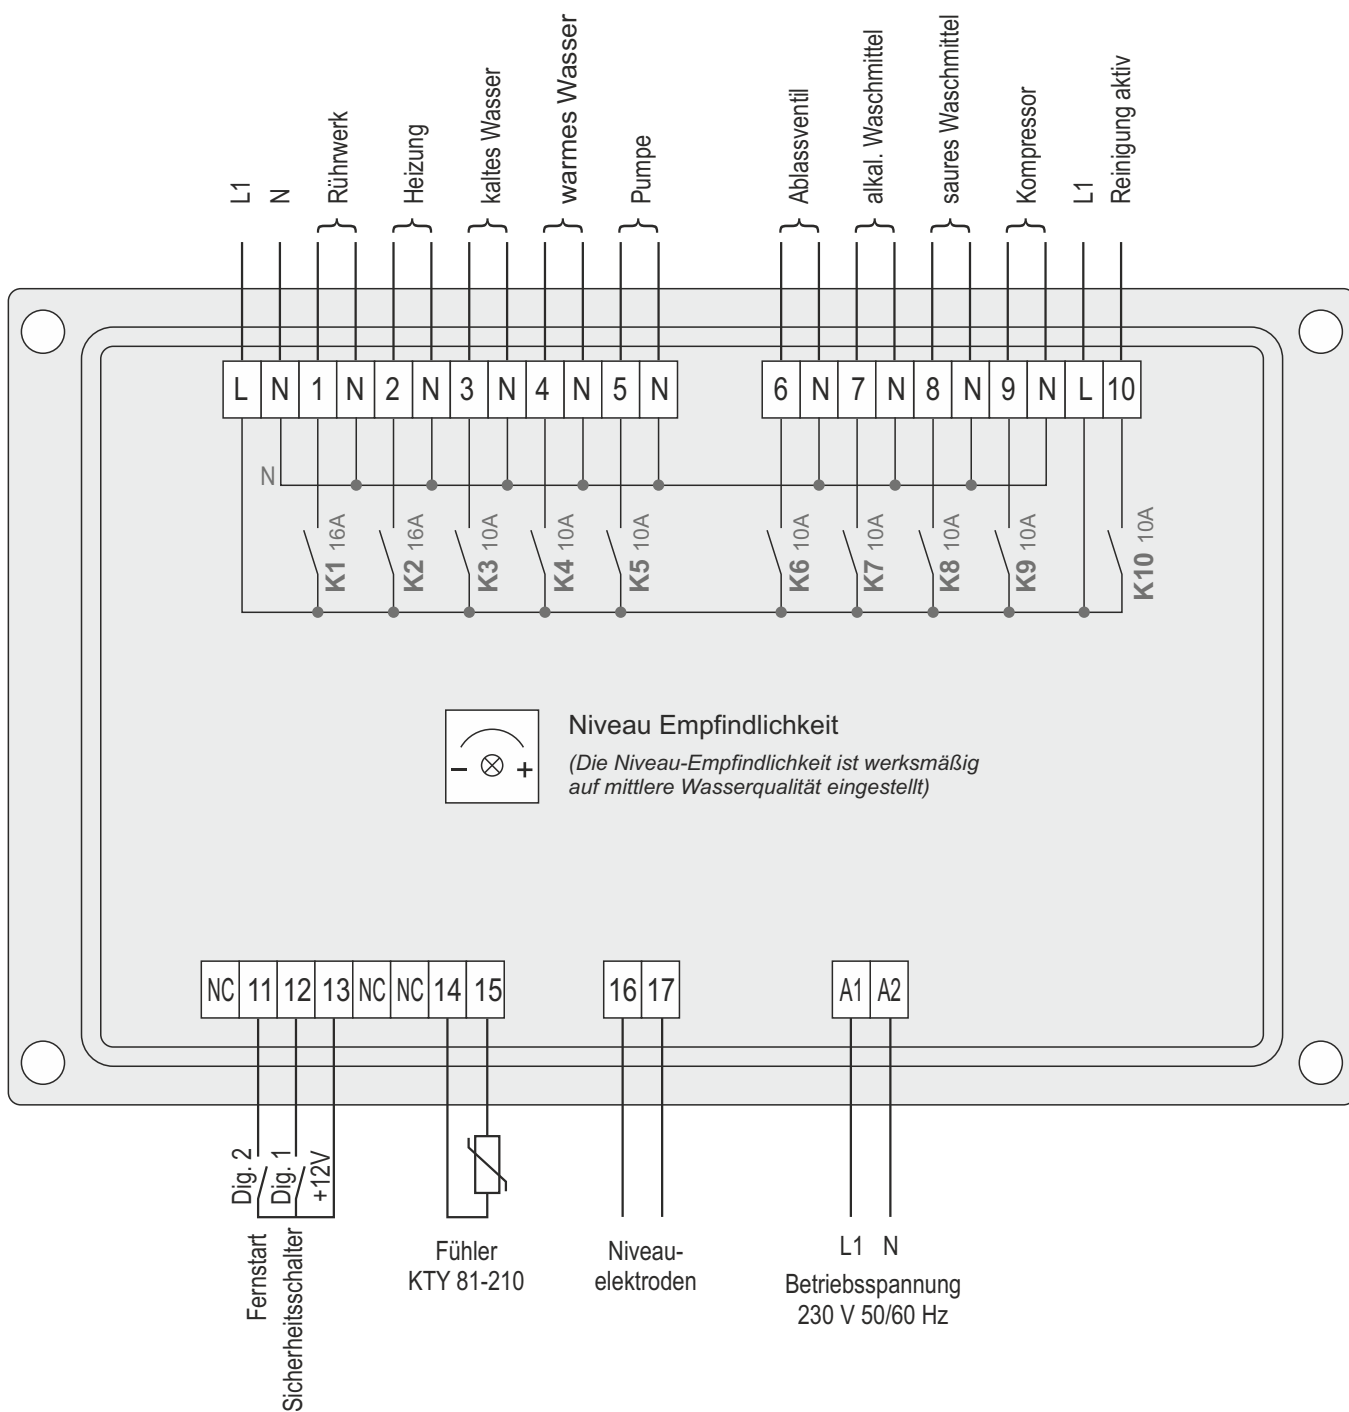 L1
N
Rührwerk
Heizung
kaltes Wasser
warmes Wasser
Pumpe
Ablassventil
alkal. Waschmittel
saures Waschmittel
Kompressor
L1
Reinigung aktiv
L N 1 N 2 N 3 N 4 N 5 N
6 N 7 N 8 N 9 N L 10
N
K1 16A
K2 16A
K3 10A
K4 10A
K5 10A
K6 10A
K7 10A
K8 10A
K9 10A
K10 10A
Niveau Empfindlichkeit
(Die Niveau-Empfindlichkeit ist werksmäßig
auf mittlere Wasserqualität eingestellt)
− +
NC 11 12 13 NC NC 14 15
16 17
A1 A2
Dig. 2
Dig. 1
+12V
Fernstart
Sicherheitsschalter
Fühler
KTY 81-210
Niveau-
elektroden
L1 N
Betriebsspannung
230 V 50/60 Hz